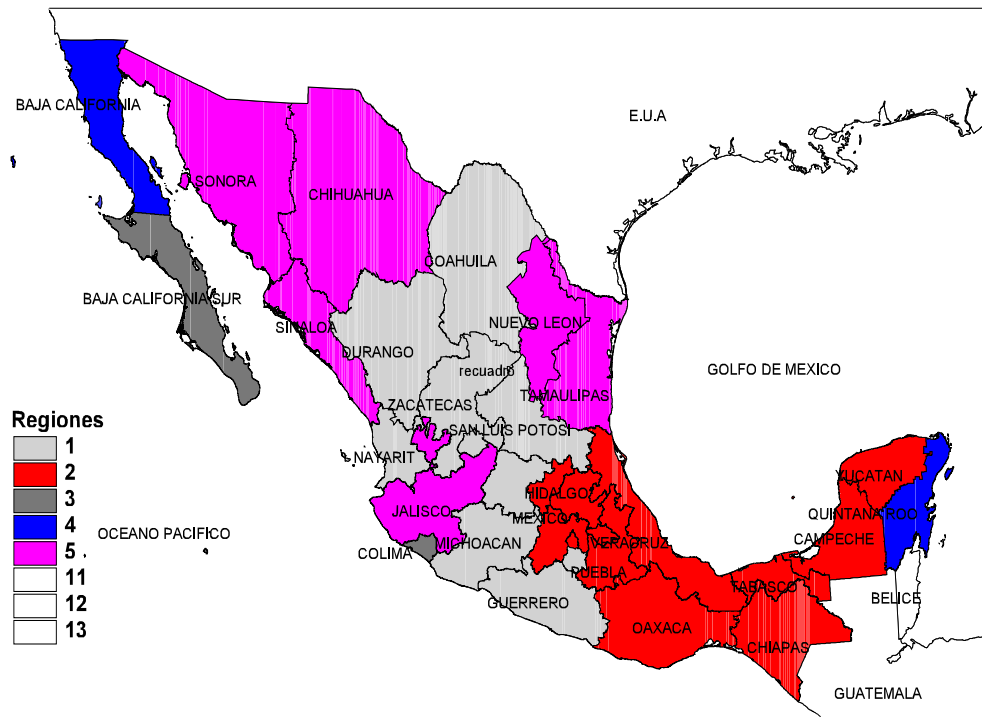 BAJA CALIFORNIA
E.U.A
SONORA
CHIHUAHUA
COAHUILA
BAJA CALIFORNIA SUR
SINALOA
NUEVO LEON
DURANGO
recuadro
GOLFO DE MEXICO
TAMAULIPAS
ZACATECAS
SAN LUIS POTOSI
NAYARIT
YUCATAN
HIDALGO
JALISCO
MEXICO
QUINTANA ROO
CAMPECHE
OCEANO PACIFICO
COLIMA
MICHOACAN
VERACRUZ
PUEBLA
TABASCO
BELICE
GUERRERO
OAXACA
CHIAPAS
GUATEMALA
Regiones
1
2
3
4
5
11
12
13